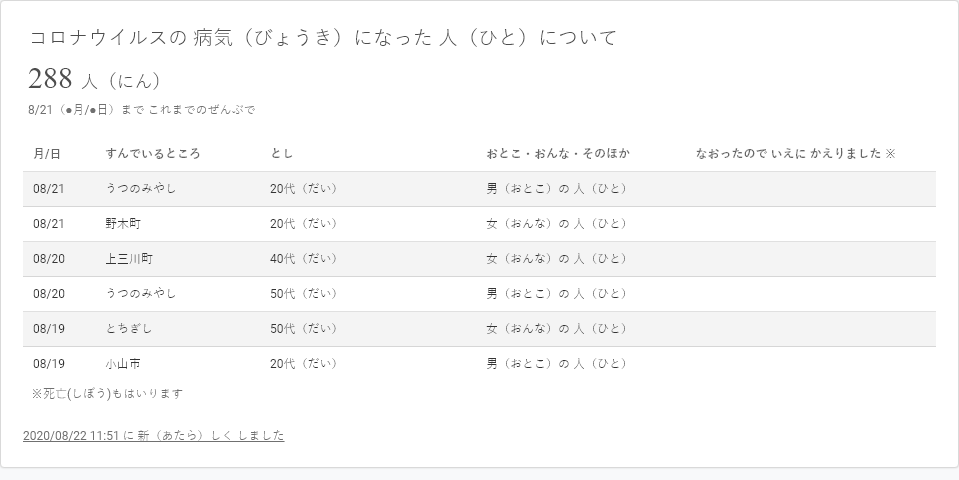 コロナウイルスの 病気（びょうき）になった 人（ひと）について
288 人（にん）
8/21（●月/●日）まで これまでのぜんぶで
月/日 すんでいるところ とし おとこ・おんな・そのほか なおったので いえに かえりました ※
08/21 うつのみやし 20代（だい） 男（おとこ）の 人（ひと）
08/21 野木町 20代（だい） 女（おんな）の 人（ひと）
08/20 上三川町 40代（だい） 女（おんな）の 人（ひと）
08/20 うつのみやし 50代（だい） 男（おとこ）の 人（ひと）
08/19 とちぎし 50代（だい） 女（おんな）の 人（ひと）
08/19 小山市 20代（だい） 男（おとこ）の 人（ひと）
※死亡(しぼう)もはいります
2020/08/22 11:51 に 新（あたら）しく しました